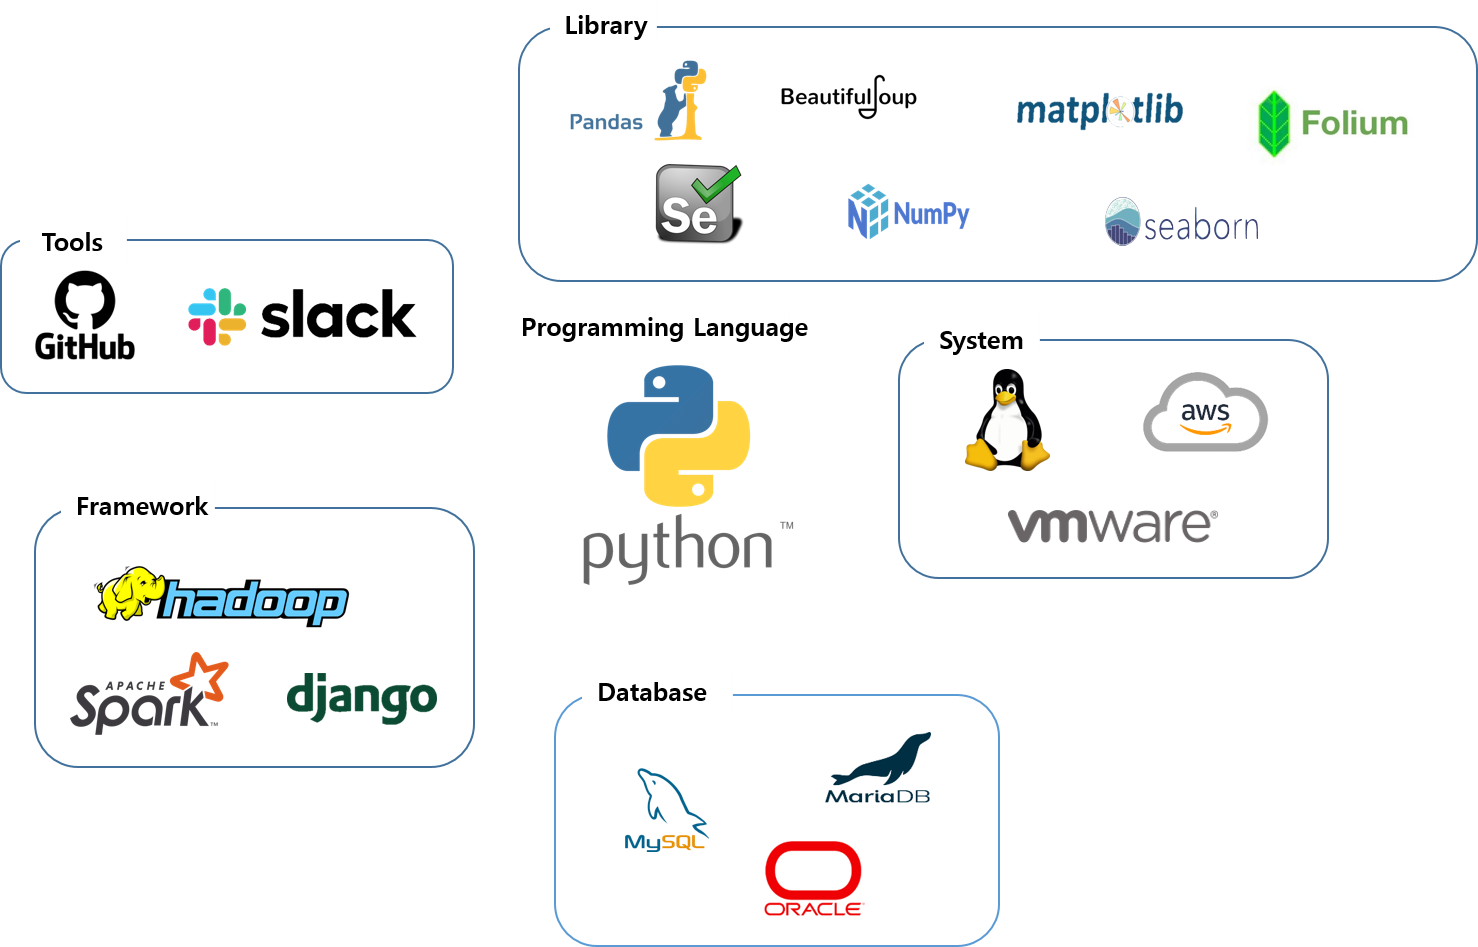 Library
Pandas
BeautifulSoup
matplotlib
Folium
Se
NumPy
seaborn
Tools
GitHub
slack
Programming Language
python™
System
aws
vmware®
Framework
hadoop
APACHE
Spark™
django
Database
MariaDB
MySQL
ORACLE